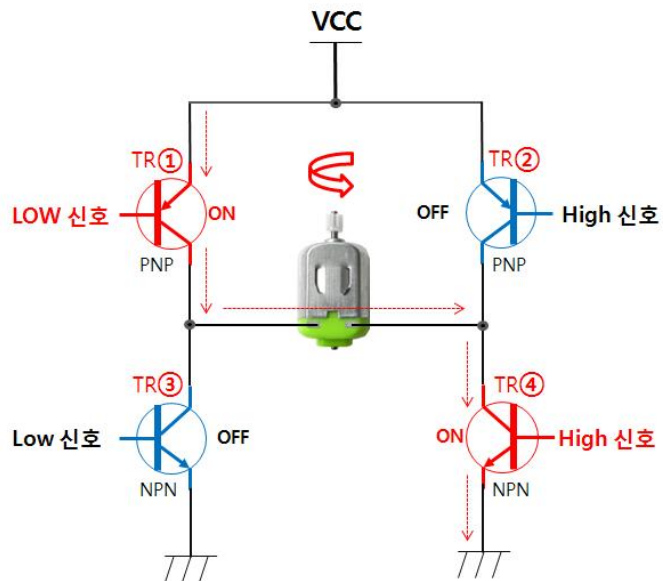 VCC
TR①
TR②
LOW 신호
ON
OFF
High 신호
PNP
PNP
TR③
TR④
Low 신호
OFF
ON
High 신호
NPN
NPN